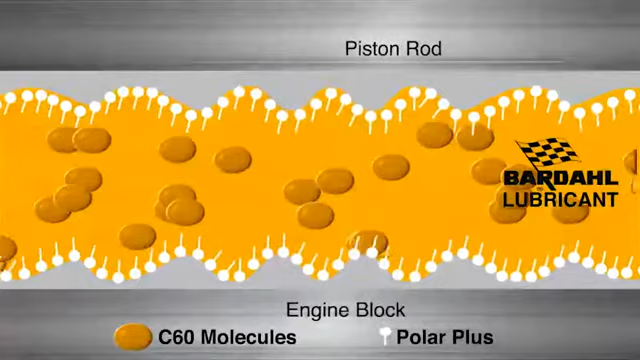 Piston Rod
BARDAHL
LUBRICANT
Engine Block
C60 Molecules
Polar Plus